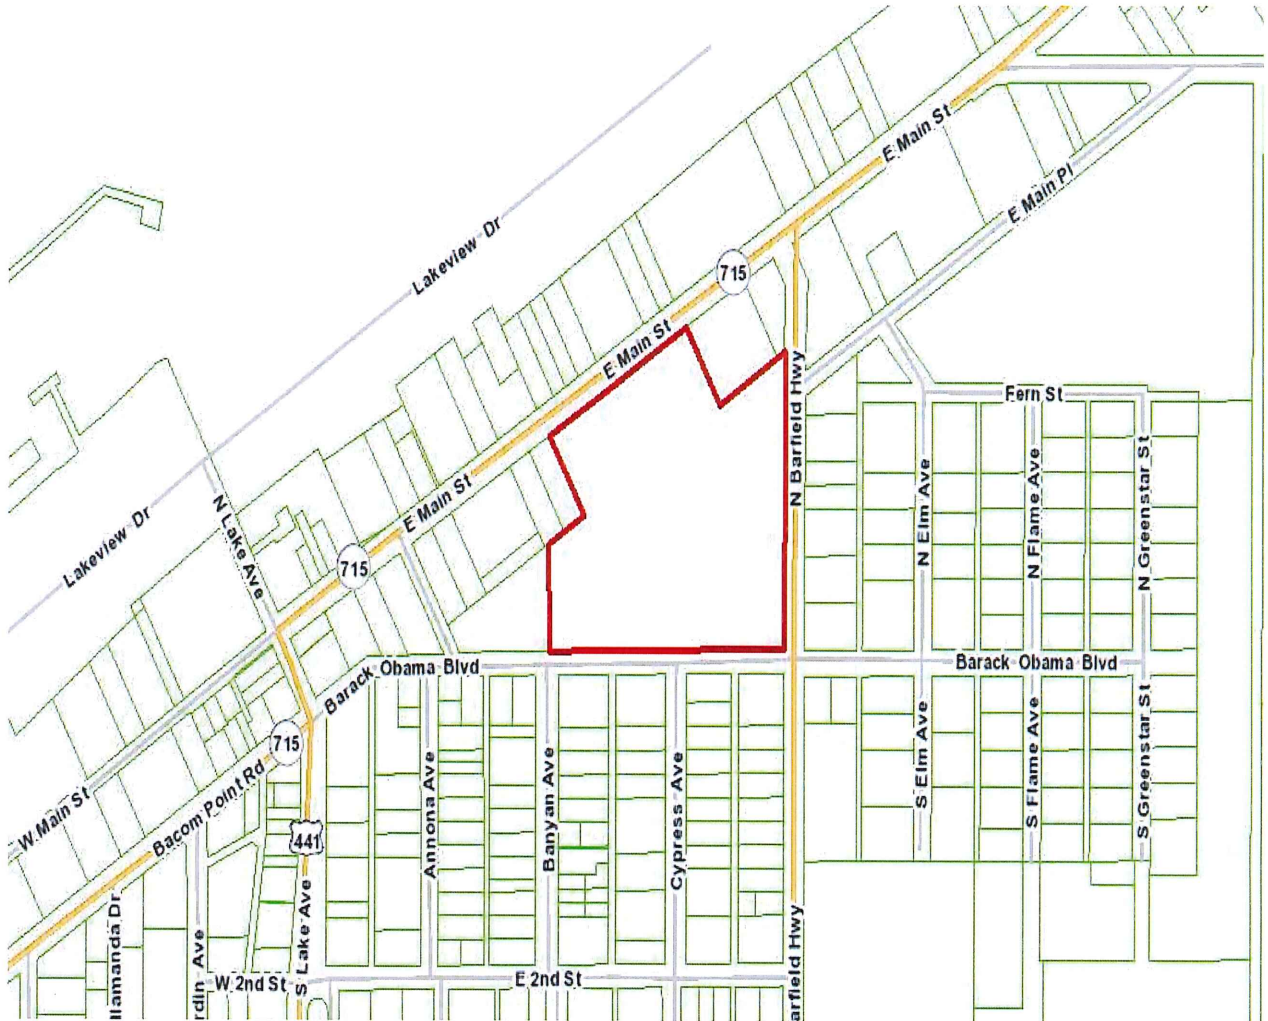 E Main St
E Main Pl
Lakeview Dr
715
E Main St
N Barfield Hwy
Fern St
N Elm Ave
N Flame Ave
N Greenstar St
E Main St
Lakeview Dr
N Lake Ave
715
Barack Obama Blvd
Barack Obama Blvd
715
Bacom Point Rd
W Main St
441
Annona Ave
Banyan Ave
Cypress Ave
S Elm Ave
S Flame Ave
S Greenstar St
llamanda Dr
rdin Ave
S Lake Ave
arfield Hwy
W 2nd St
E 2nd St